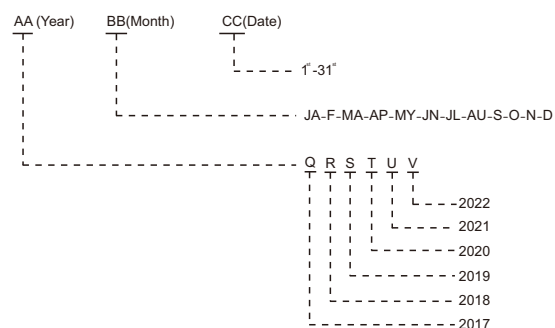 AA (Year) BB(Month) CC(Date)
1st-31st
JA-F-MA-AP-MY-JN-JL-AU-S-O-N-D
Q R S T U V
2022
2021
2020
2019
2018
2017